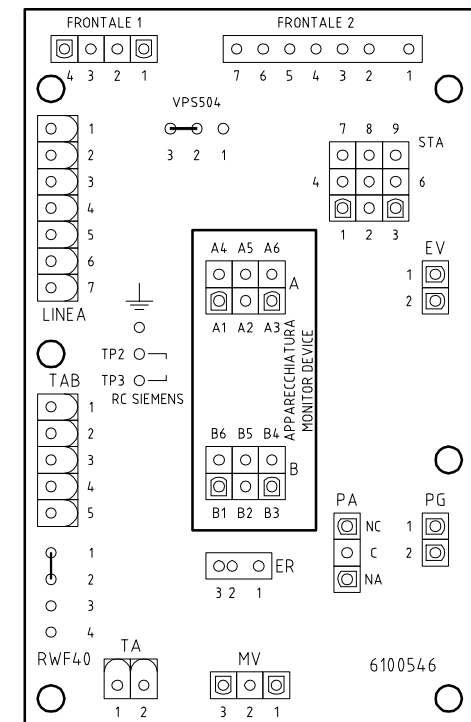 FRONTALE 1
FRONTALE 2
4 3 2 1
7 6 5 4 3 2 1
VPS504
3 2 1
1
2
3
4
5
6
7
LINEA
7 8 9
STA
4 6
1 2 3
EV
1
2
A4 A5 A6
A
A1 A2 A3
APPARECCHIATURA
MONITOR DEVICE
TP2
TP3
RC SIEMENS
TAB
1
2
3
4
5
B6 B5 B4
B
B1 B2 B3
PA
NC
C
NA
PG
1
2
ER
3 2 1
1
2
3
4
RWF40
TA
1 2
MV
3 2 1
6100546